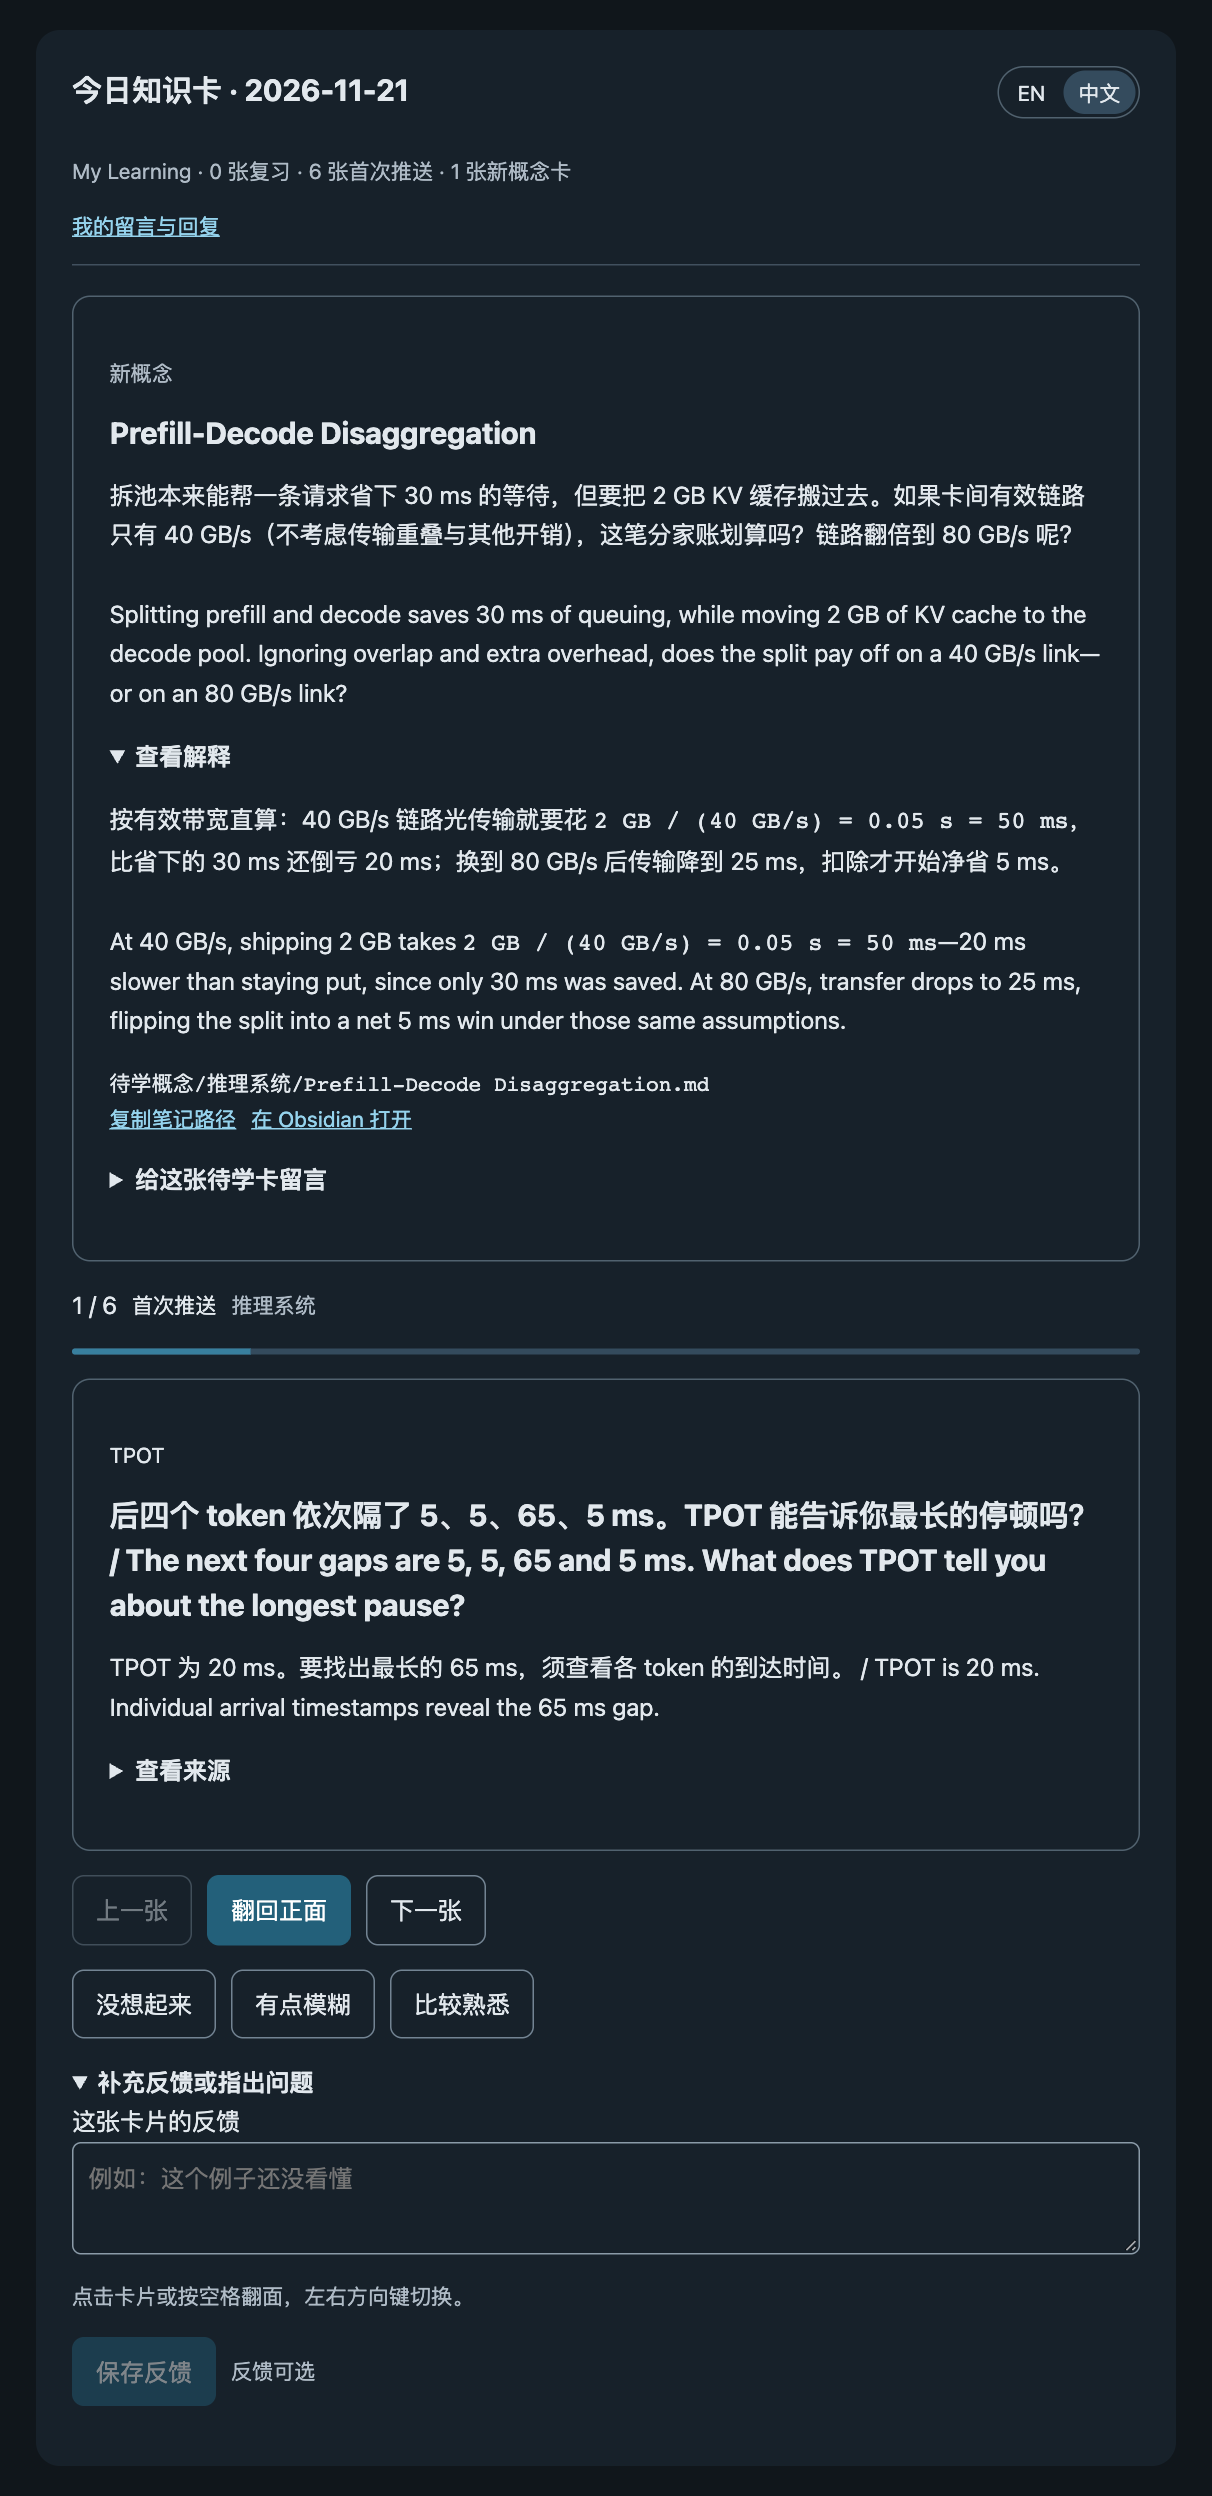 今日知识卡 · 2026-11-21
EN 中文
My Learning · 0 张复习 · 6 张首次推送 · 1 张新概念卡
我的留言与回复
新概念
Prefill-Decode Disaggregation
拆池本来能帮一条请求省下 30 ms 的等待，但要把 2 GB KV 缓存搬过去。如果卡间有效链路
只有 40 GB/s（不考虑传输重叠与其他开销），这笔分家账划算吗？链路翻倍到 80 GB/s 呢？
Splitting prefill and decode saves 30 ms of queuing, while moving 2 GB of KV cache to the
decode pool. Ignoring overlap and extra overhead, does the split pay off on a 40 GB/s link—
or on an 80 GB/s link?
▼ 查看解释
按有效带宽直算：40 GB/s 链路光传输就要花 2 GB / (40 GB/s) = 0.05 s = 50 ms，
比省下的 30 ms 还倒亏 20 ms；换到 80 GB/s 后传输降到 25 ms，扣除才开始净省 5 ms。
At 40 GB/s, shipping 2 GB takes 2 GB / (40 GB/s) = 0.05 s = 50 ms—20 ms
slower than staying put, since only 30 ms was saved. At 80 GB/s, transfer drops to 25 ms,
flipping the split into a net 5 ms win under those same assumptions.
待学概念/推理系统/Prefill-Decode Disaggregation.md
复制笔记路径 在 Obsidian 打开
▶ 给这张待学卡留言
1 / 6 首次推送 推理系统
TPOT
后四个 token 依次隔了 5、5、65、5 ms。TPOT 能告诉你最长的停顿吗？
/ The next four gaps are 5, 5, 65 and 5 ms. What does TPOT tell you
about the longest pause?
TPOT 为 20 ms。要找出最长的 65 ms，须查看各 token 的到达时间。 / TPOT is 20 ms.
Individual arrival timestamps reveal the 65 ms gap.
▶ 查看来源
上一张 翻回正面 下一张
没想起来 有点模糊 比较熟悉
▼ 补充反馈或指出问题
这张卡片的反馈
例如：这个例子还没看懂
点击卡片或按空格翻面，左右方向键切换。
保存反馈 反馈可选